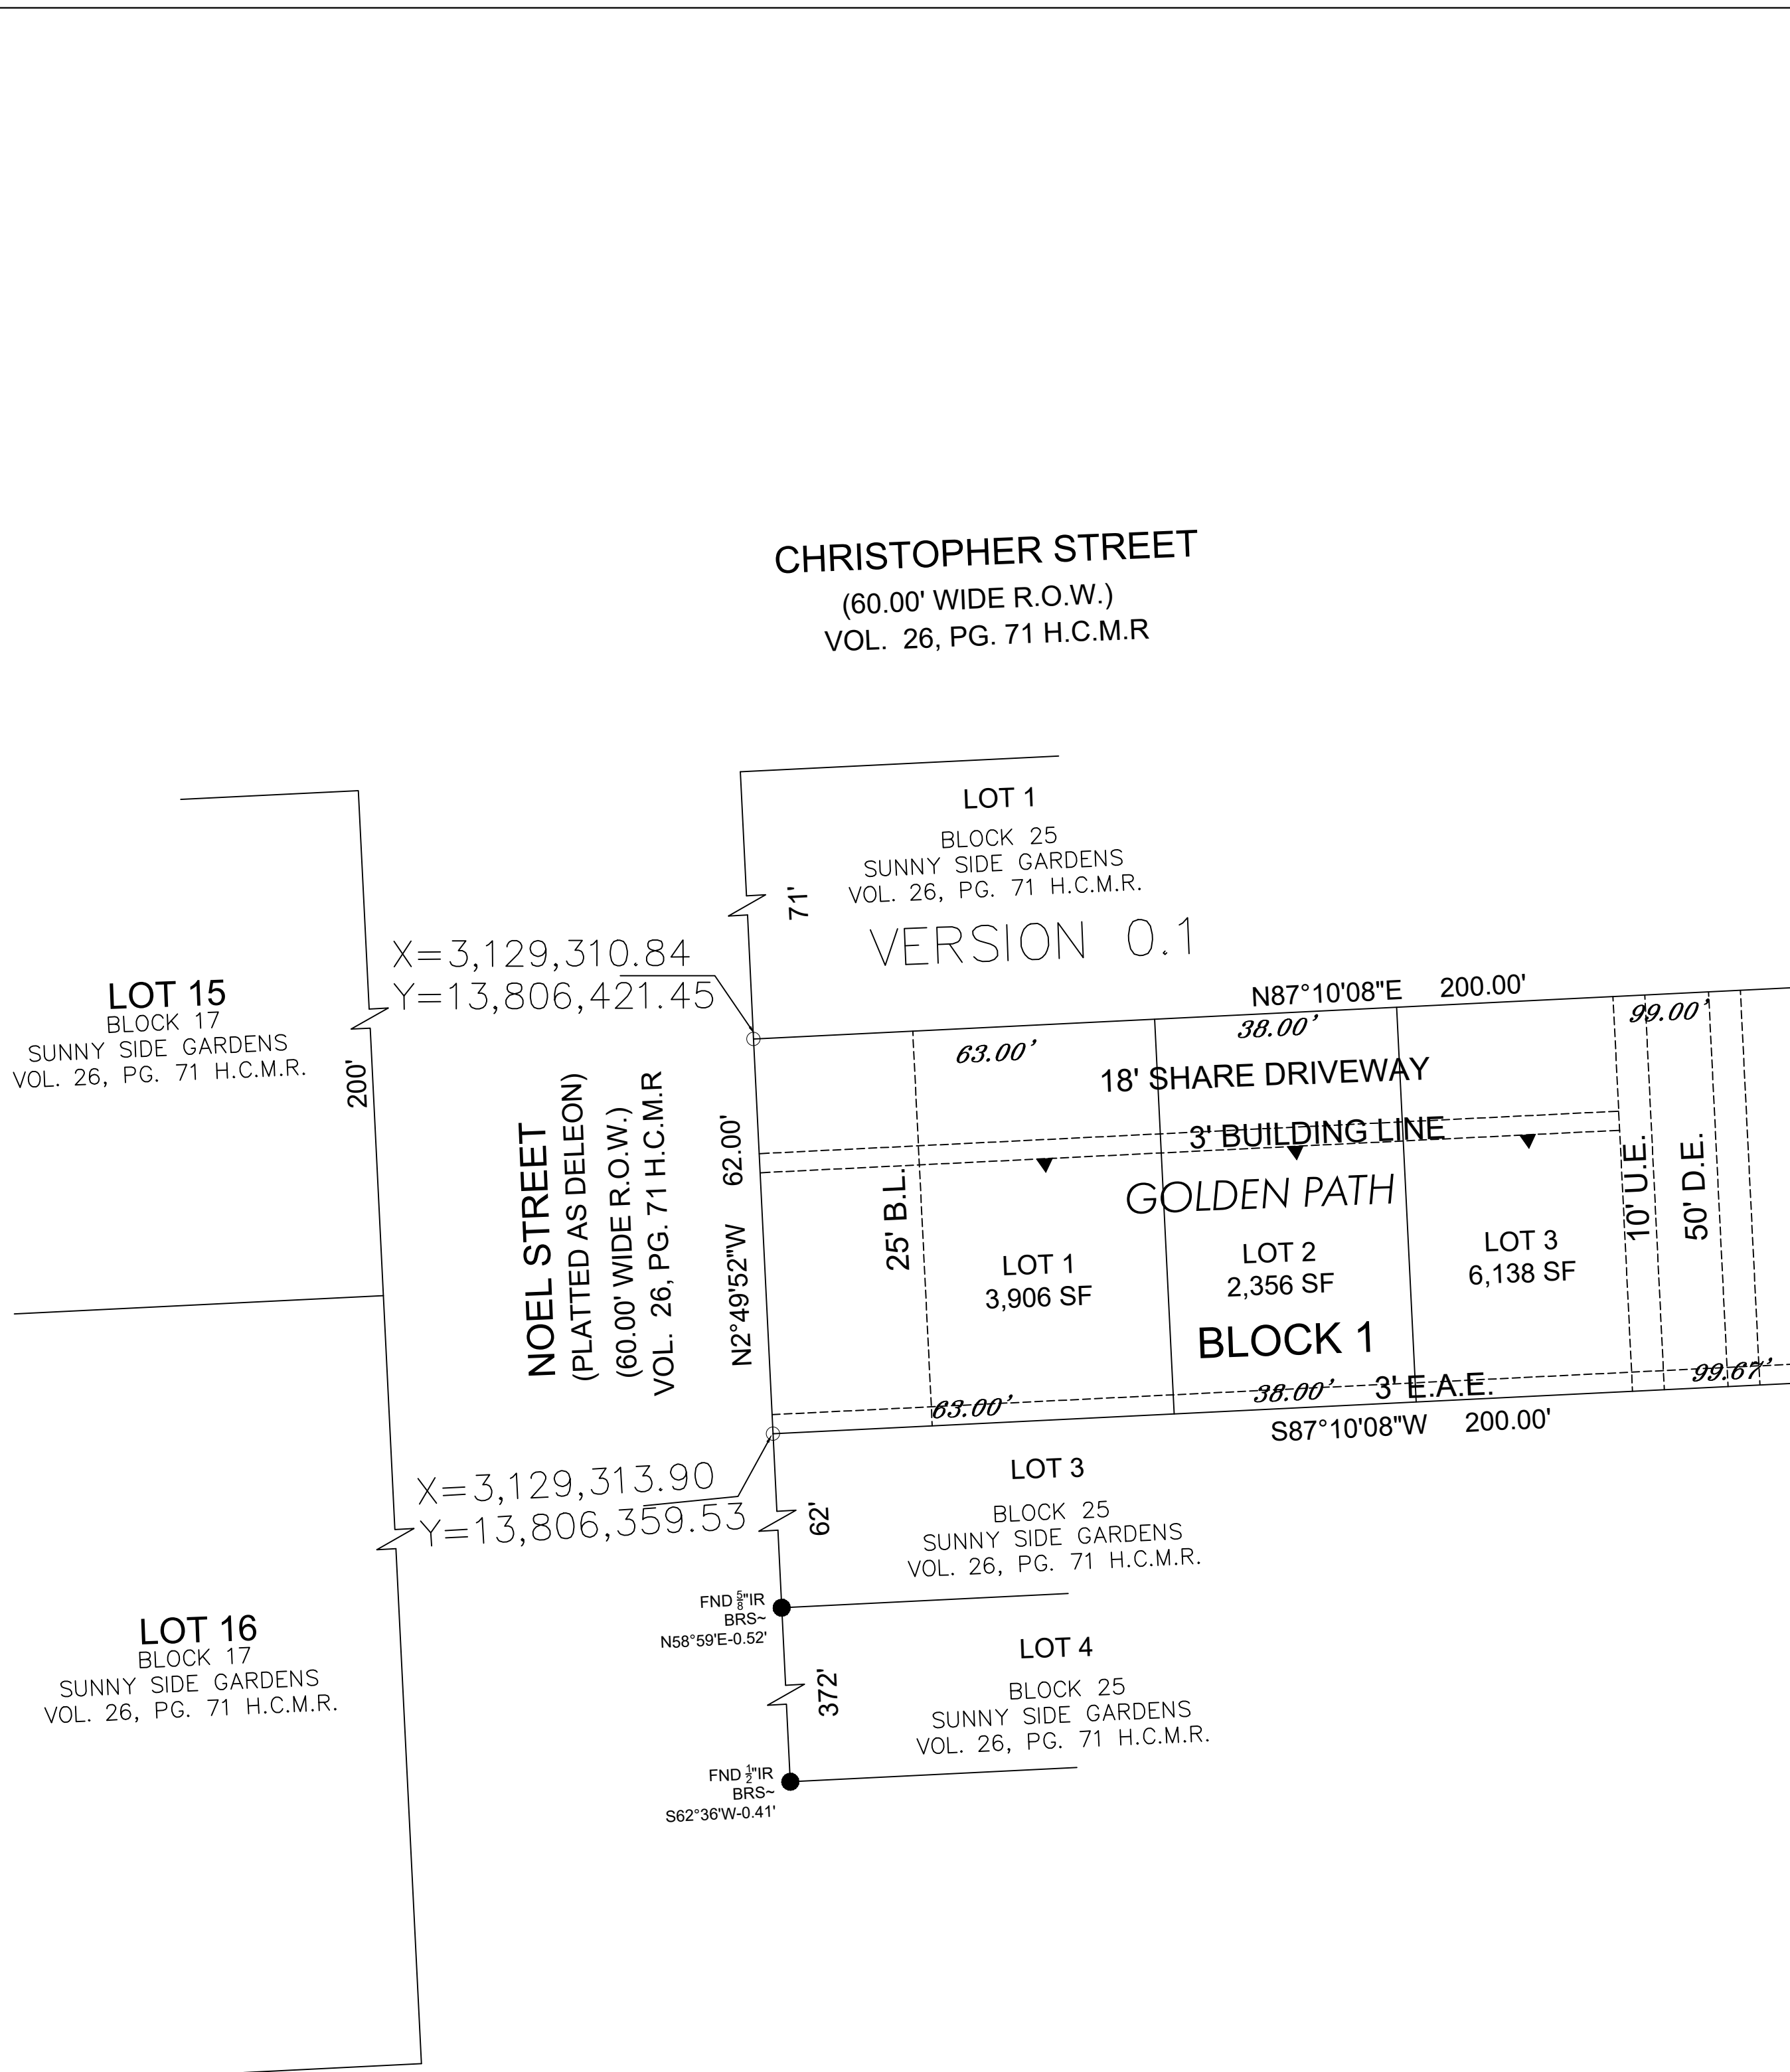 CHRISTOPHER STREET
(60.00' WIDE R.O.W.)
VOL. 26, PG. 71 H.C.M.R
LOT 1
BLOCK 25
SUNNY SIDE GARDENS
VOL. 26, PG. 71 H.C.M.R.
71'
VERSION 0.1
X=3,129,310.84
Y=13,806,421.45
LOT 15
BLOCK 17
SUNNY SIDE GARDENS
VOL. 26, PG. 71 H.C.M.R.
200'
N87°10'08"E 200.00'
63.00'
38.00'
99.00'
18' SHARE DRIVEWAY
3' BUILDING LINE
GOLDEN PATH
NOEL STREET
(PLATTED AS DELEON)
(60.00' WIDE R.O.W.)
VOL. 26, PG. 71 H.C.M.R
N2°49'52"W 62.00'
25' B.L.
10' U.E.
50' D.E.
LOT 1
3,906 SF
LOT 2
2,356 SF
LOT 3
6,138 SF
BLOCK 1
63.00'
38.00'
3' E.A.E.
99.67'
S87°10'08"W 200.00'
X=3,129,313.90
Y=13,806,359.53
62'
LOT 3
BLOCK 25
SUNNY SIDE GARDENS
VOL. 26, PG. 71 H.C.M.R.
FND 5/8"IR
BRS~
N58°59'E-0.52'
LOT 16
BLOCK 17
SUNNY SIDE GARDENS
VOL. 26, PG. 71 H.C.M.R.
372'
LOT 4
BLOCK 25
SUNNY SIDE GARDENS
VOL. 26, PG. 71 H.C.M.R.
FND 1/2"IR
BRS~
S62°36'W-0.41'